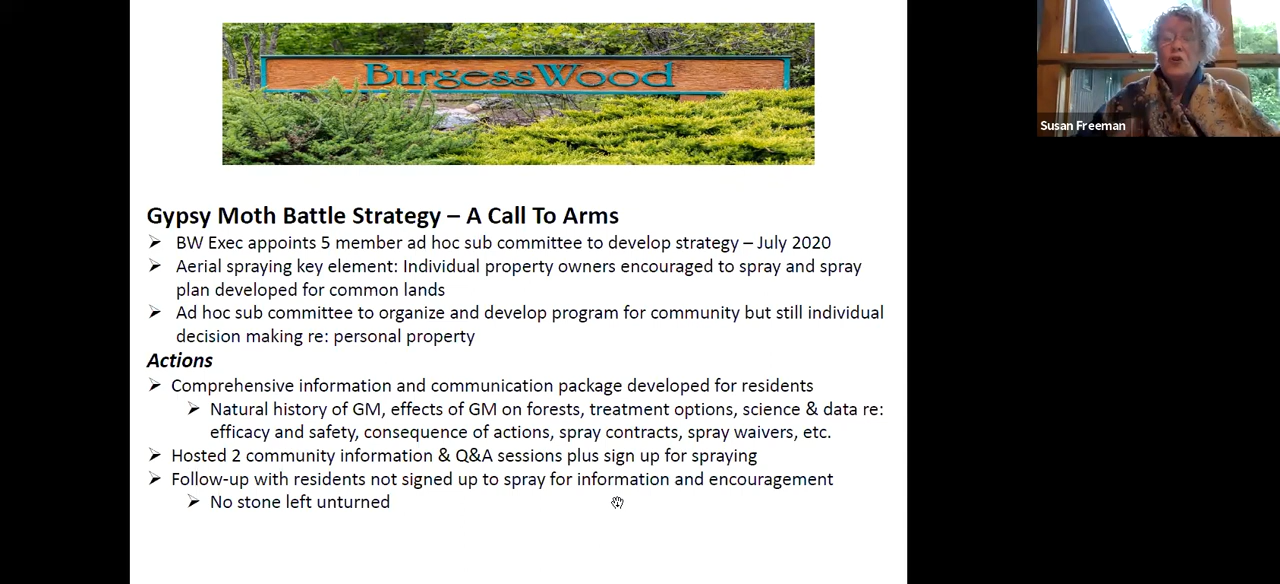 BurgessWood
Susan Freeman
Gypsy Moth Battle Strategy – A Call To Arms
➢ BW Exec appoints 5 member ad hoc sub committee to develop strategy – July 2020
➢ Aerial spraying key element: Individual property owners encouraged to spray and spray
plan developed for common lands
➢ Ad hoc sub committee to organize and develop program for community but still individual
decision making re: personal property
Actions
➢ Comprehensive information and communication package developed for residents
➢ Natural history of GM, effects of GM on forests, treatment options, science & data re:
efficacy and safety, consequence of actions, spray contracts, spray waivers, etc.
➢ Hosted 2 community information & Q&A sessions plus sign up for spraying
➢ Follow-up with residents not signed up to spray for information and encouragement
➢ No stone left unturned